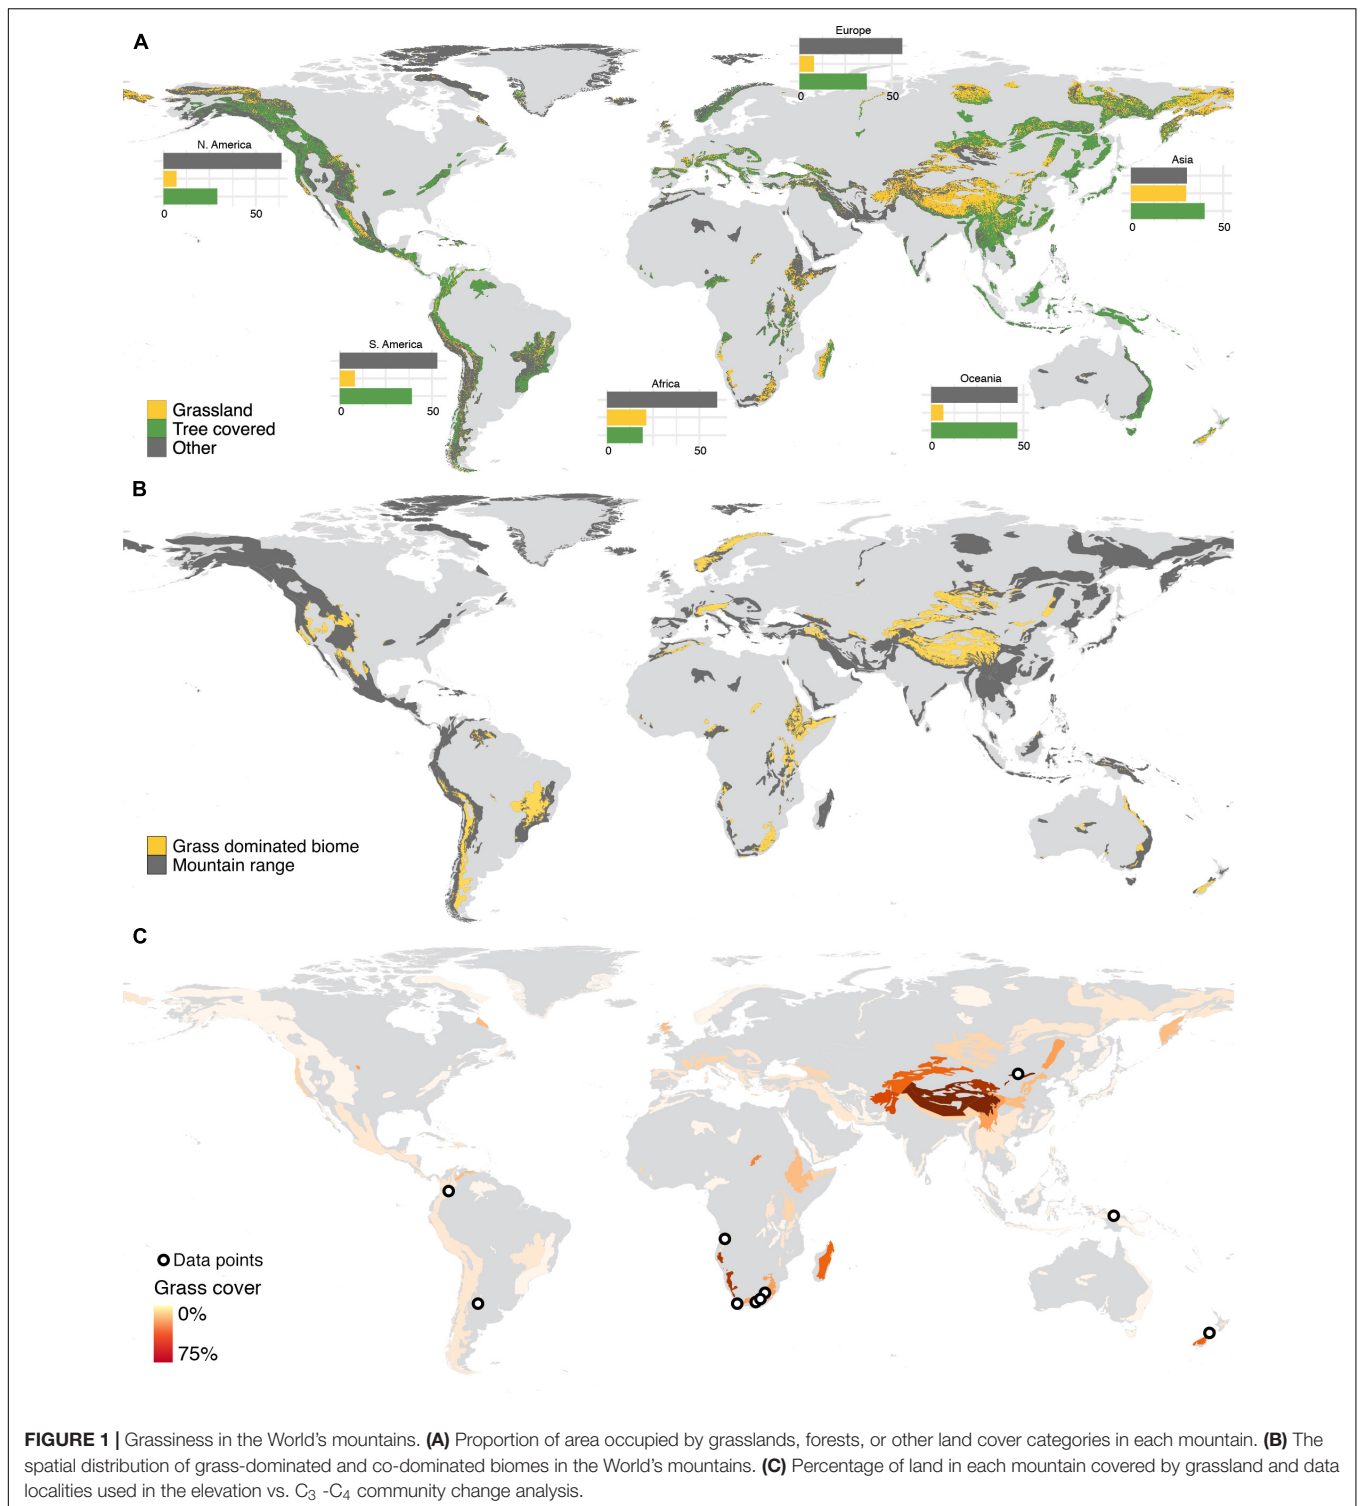 A
Europe
0 50
N. America
0 50
Asia
0 50
S. America
0 50
Africa
0 50
Oceania
0 50
Grassland
Tree covered
Other
B
Grass dominated biome
Mountain range
C
Data points
Grass cover
0%
75%
FIGURE 1 | Grassiness in the World's mountains. (A) Proportion of area occupied by grasslands, forests, or other land cover categories in each mountain. (B) The
spatial distribution of grass-dominated and co-dominated biomes in the World's mountains. (C) Percentage of land in each mountain covered by grassland and data
localities used in the elevation vs. C₃ -C₄ community change analysis.